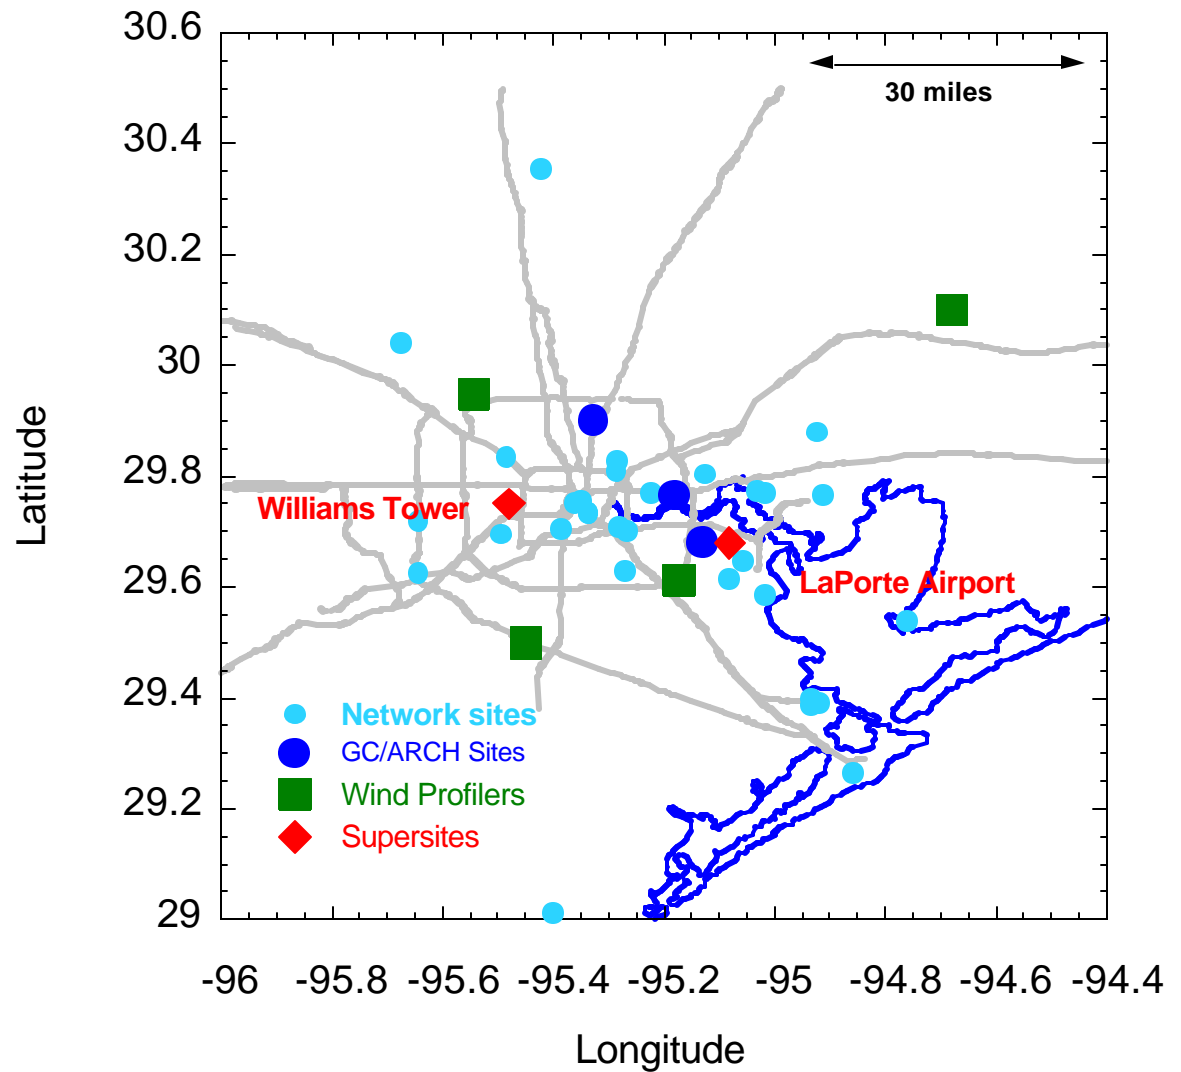 30.6
30 miles
30.4
30.2
30
Latitude
29.8
Williams Tower
29.6
LaPorte Airport
29.4
Network sites
GC/ARCH Sites
29.2
Wind Profilers
Supersites
29
-96 -95.8 -95.6 -95.4 -95.2 -95 -94.8 -94.6 -94.4
Longitude